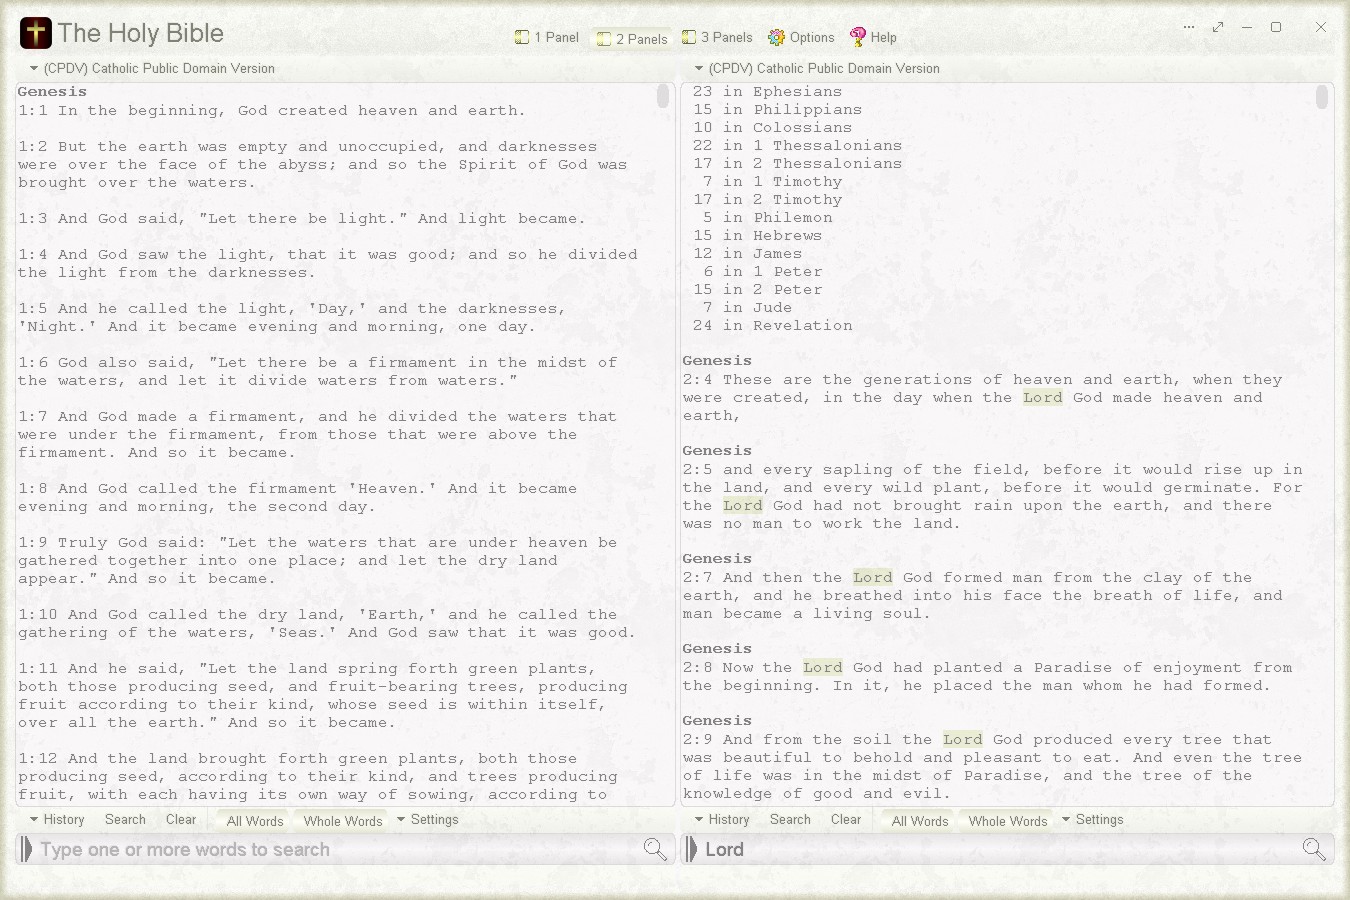 The Holy Bible
1 Panel 2 Panels 3 Panels Options Help
(CPDV) Catholic Public Domain Version
Genesis
1:1 In the beginning, God created heaven and earth.
1:2 But the earth was empty and unoccupied, and darknesses
were over the face of the abyss; and so the Spirit of God was
brought over the waters.
1:3 And God said, "Let there be light." And light became.
1:4 And God saw the light, that it was good; and so he divided
the light from the darknesses.
1:5 And he called the light, 'Day,' and the darknesses,
'Night.' And it became evening and morning, one day.
1:6 God also said, "Let there be a firmament in the midst of
the waters, and let it divide waters from waters."
1:7 And God made a firmament, and he divided the waters that
were under the firmament, from those that were above the
firmament. And so it became.
1:8 And God called the firmament 'Heaven.' And it became
evening and morning, the second day.
1:9 Truly God said: "Let the waters that are under heaven be
gathered together into one place; and let the dry land
appear." And so it became.
1:10 And God called the dry land, 'Earth,' and he called the
gathering of the waters, 'Seas.' And God saw that it was good.
1:11 And he said, "Let the land spring forth green plants,
both those producing seed, and fruit-bearing trees, producing
fruit according to their kind, whose seed is within itself,
over all the earth." And so it became.
1:12 And the land brought forth green plants, both those
producing seed, according to their kind, and trees producing
fruit, with each having its own way of sowing, according to
History Search Clear All Words Whole Words Settings
Type one or more words to search
(CPDV) Catholic Public Domain Version
23 in Ephesians
15 in Philippians
10 in Colossians
22 in 1 Thessalonians
17 in 2 Thessalonians
7 in 1 Timothy
17 in 2 Timothy
5 in Philemon
15 in Hebrews
12 in James
6 in 1 Peter
15 in 2 Peter
7 in Jude
24 in Revelation
Genesis
2:4 These are the generations of heaven and earth, when they
were created, in the day when the Lord God made heaven and
earth,
Genesis
2:5 and every sapling of the field, before it would rise up in
the land, and every wild plant, before it would germinate. For
the Lord God had not brought rain upon the earth, and there
was no man to work the land.
Genesis
2:7 And then the Lord God formed man from the clay of the
earth, and he breathed into his face the breath of life, and
man became a living soul.
Genesis
2:8 Now the Lord God had planted a Paradise of enjoyment from
the beginning. In it, he placed the man whom he had formed.
Genesis
2:9 And from the soil the Lord God produced every tree that
was beautiful to behold and pleasant to eat. And even the tree
of life was in the midst of Paradise, and the tree of the
knowledge of good and evil.
History Search Clear All Words Whole Words Settings
Lord